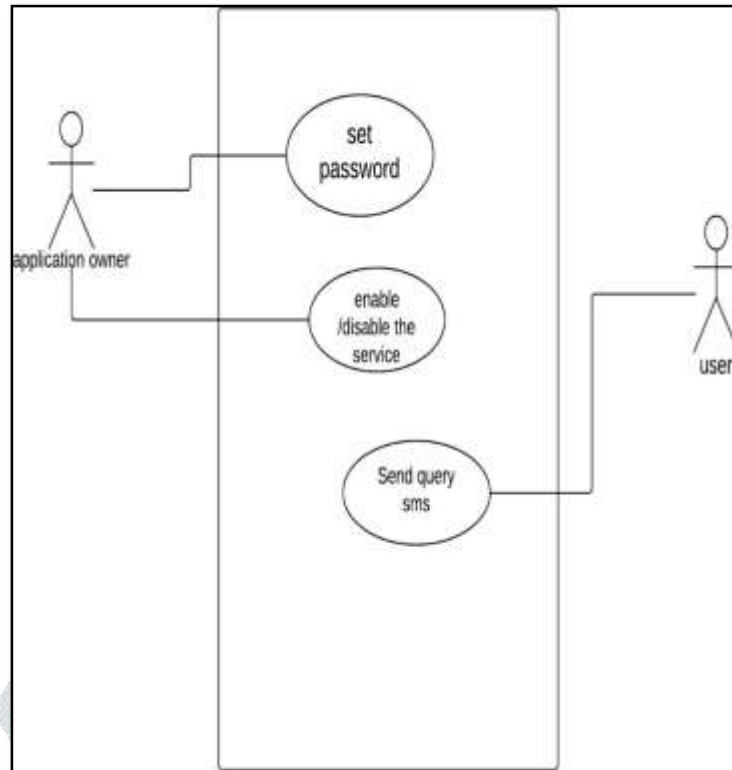 set
password
application owner
enable
/disable the
service
user
Send query
sms